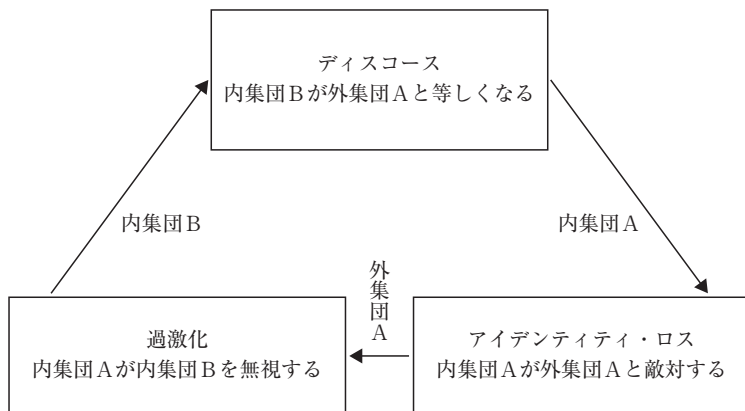 ディスコース
内集団Bが外集団Aと等しくなる
内集団B
内集団A
外集団A
過激化
内集団Aが内集団Bを無視する
アイデンティティ・ロス
内集団Aが外集団Aと敵対する